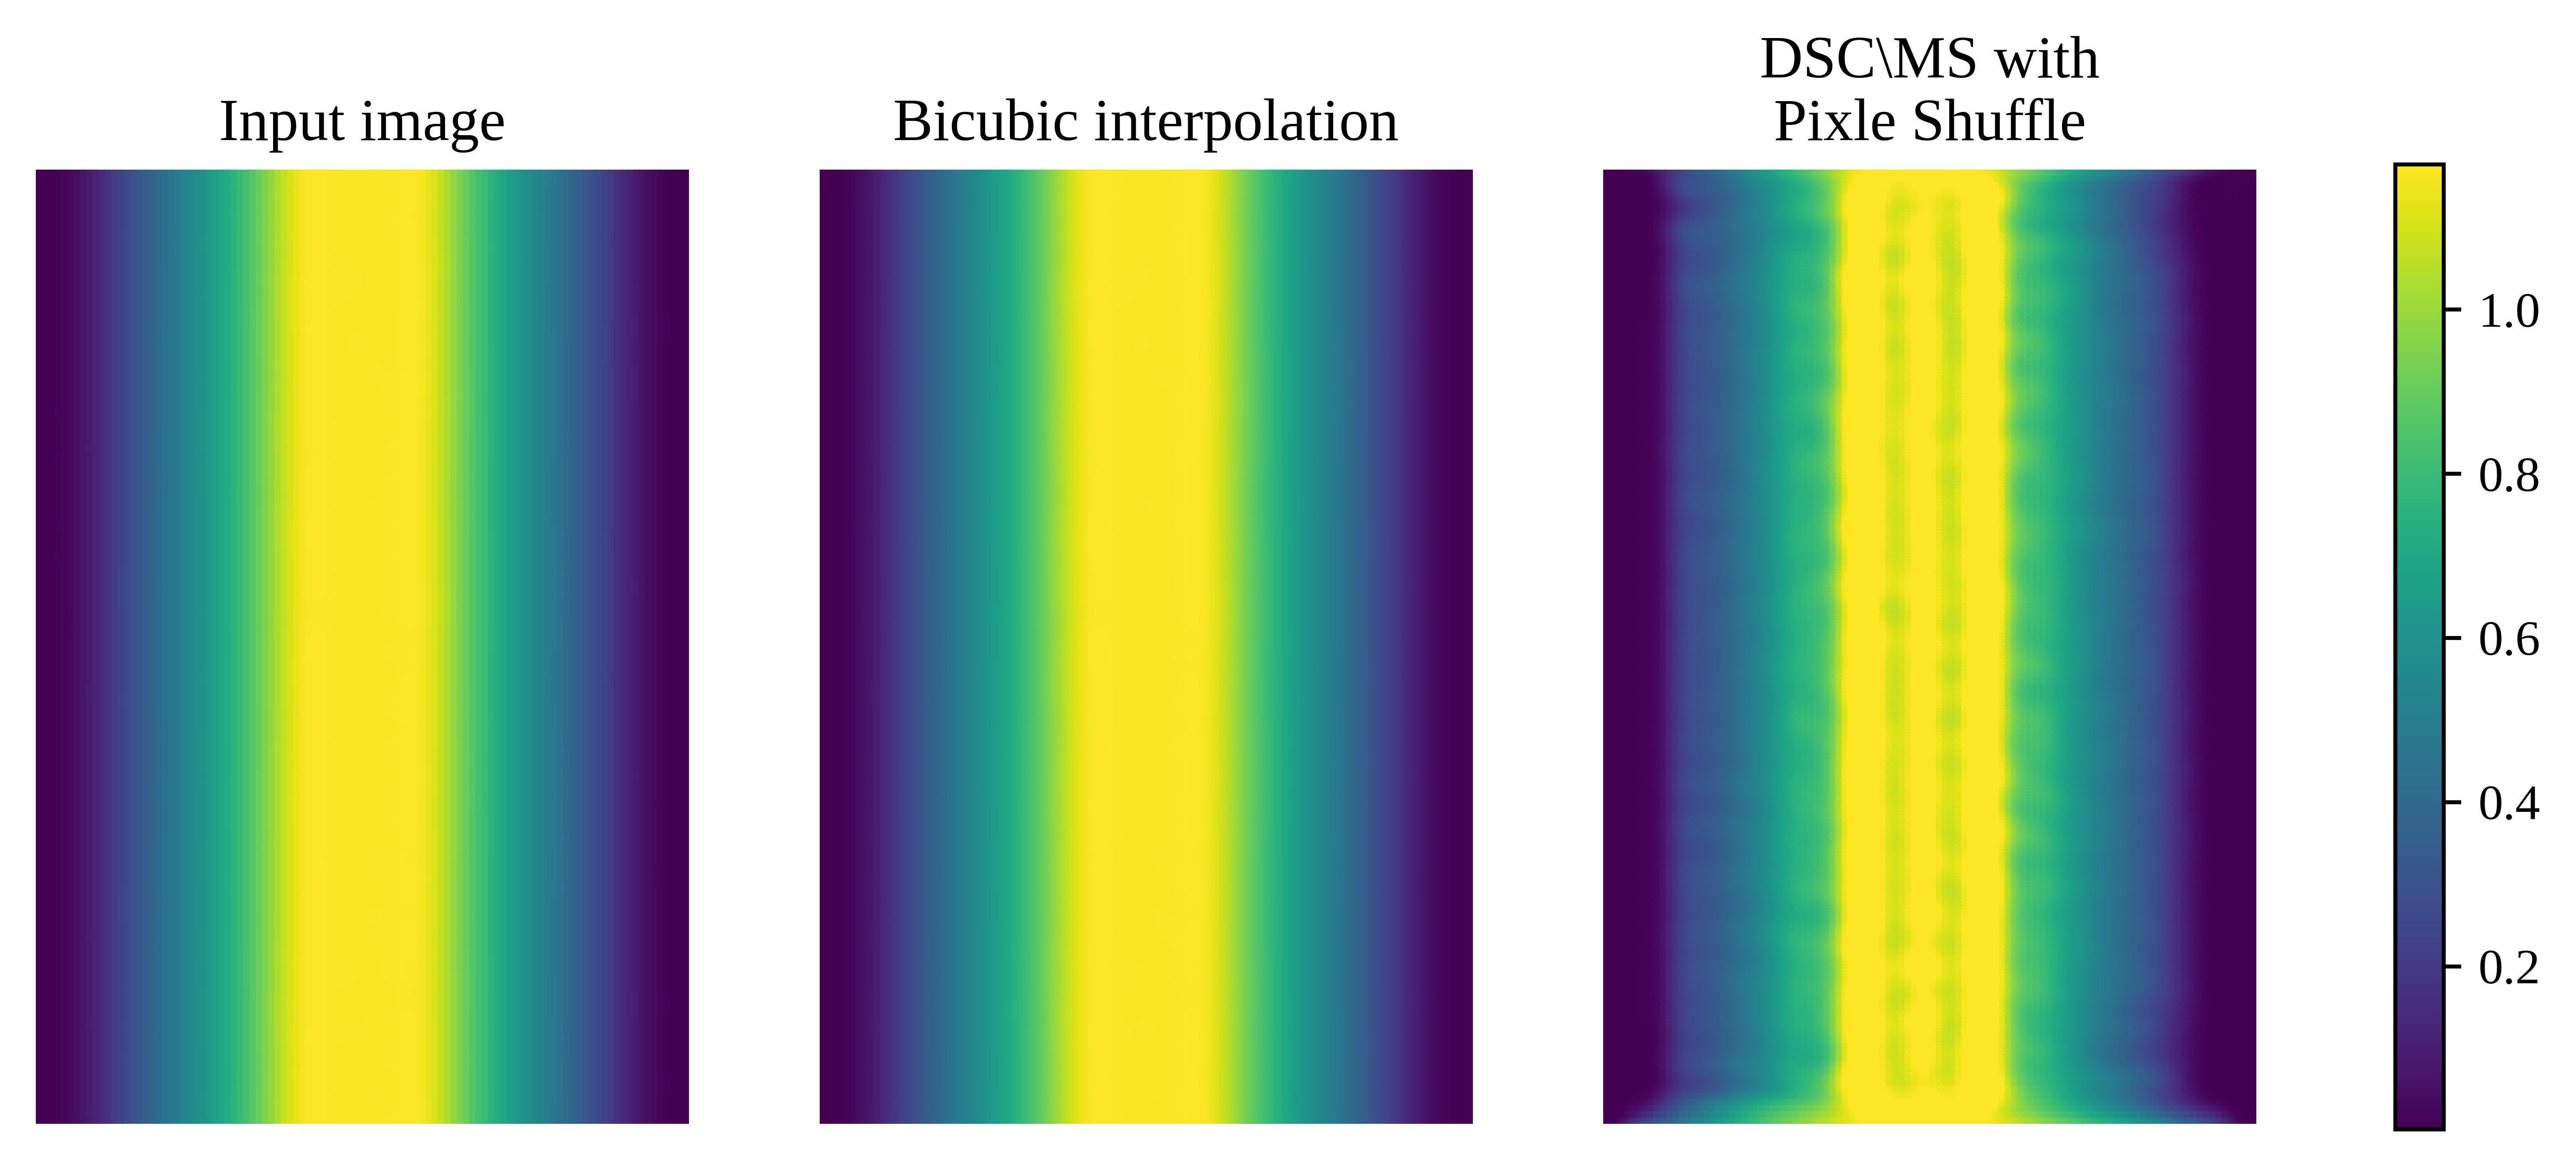 Input image
Bicubic interpolation
DSC\MS with
Pixle Shuffle
1.0
0.8
0.6
0.4
0.2